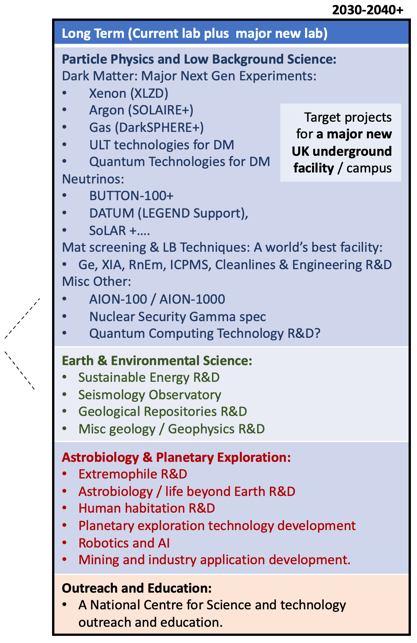 2030-2040+
Long Term (Current lab plus  major new lab)
Particle Physics and Low Background Science:
Dark Matter: Major Next Gen Experiments:
• Xenon (XLZD)
• Argon (SOLAIRE+)
• Gas (DarkSPHERE+)
• ULT technologies for DM
• Quantum Technologies for DM
Target projects
for a major new
UK underground
facility / campus
Neutrinos:
• BUTTON-100+
• DATUM (LEGEND Support),
• SoLAR +....
Mat screening & LB Techniques: A world's best facility:
• Ge, XIA, RnEm, ICPMS, Cleanlines & Engineering R&D
Misc Other:
• AION-100 / AION-1000
• Nuclear Security Gamma spec
• Quantum Computing Technology R&D?
Earth & Environmental Science:
• Sustainable Energy R&D
• Seismology Observatory
• Geological Repositories R&D
• Misc geology / Geophysics R&D
Astrobiology & Planetary Exploration:
• Extremophile R&D
• Astrobiology / life beyond Earth R&D
• Human habitation R&D
• Planetary exploration technology development
• Robotics and AI
• Mining and industry application development.
Outreach and Education:
• A National Centre for Science and technology
outreach and education.